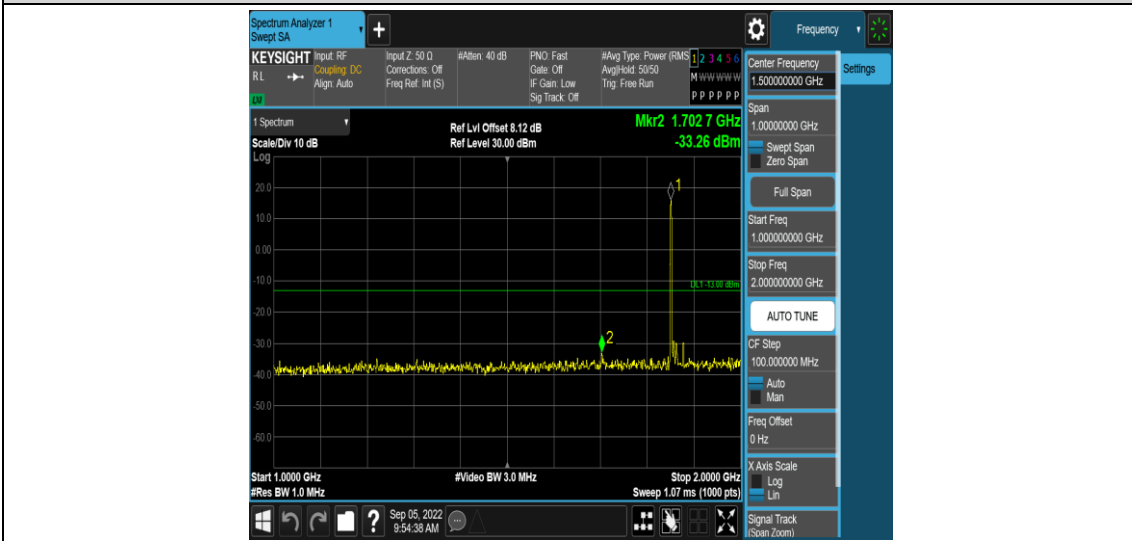 Spectrum Analyzer 1
Swept SA
+
Frequency
KEYSIGHT
RL
LXI
Input: RF
Coupling: DC
Align: Auto
Input Z: 50 Ω
Corrections: Off
Freq Ref: Int (S)
#Atten: 40 dB
PNO: Fast
Gate: Off
IF Gain: Low
Sig Track: Off
#Avg Type: Power (RMS
Avg|Hold: 50/50
Trig: Free Run
1 2 3 4 5 6
M W W W W W
P P P P P P
Center Frequency
1.500000000 GHz
Settings
1 Spectrum
Scale/Div 10 dB
Log
Ref Lvl Offset 8.12 dB
Ref Level 30.00 dBm
Mkr2 1.702 7 GHz
-33.26 dBm
Span
1.00000000 GHz
Swept Span
Zero Span
Full Span
Start Freq
1.000000000 GHz
Stop Freq
2.000000000 GHz
AUTO TUNE
CF Step
100.000000 MHz
Auto
Man
Freq Offset
0 Hz
X Axis Scale
Log
Lin
Signal Track
(Span Zoom)
20.0
10.0
0.00
-10.0
-20.0
-30.0
-40.0
-50.0
-60.0
1
DL1 -13.00 dBm
2
Start 1.0000 GHz
#Res BW 1.0 MHz
#Video BW 3.0 MHz
Stop 2.0000 GHz
Sweep 1.07 ms (1000 pts)
?
Sep 05, 2022
9:54:38 AM